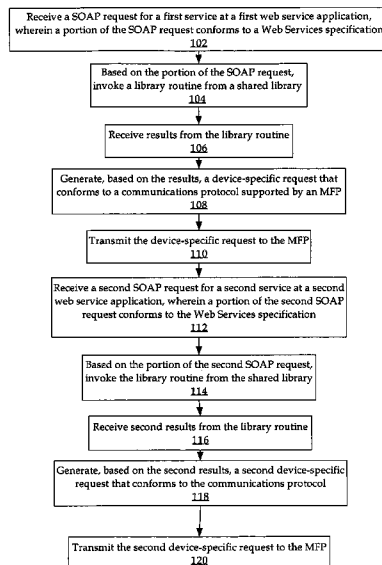 Receive a SOAP request for a first service at a first web service application,
wherein a portion of the SOAP request conforms to a Web Services specification
102
Based on the portion of the SOAP request,
invoke a library routine from a shared library
104
Receive results from the library routine
106
Generate, based on the results, a device-specific request that
conforms to a communications protocol supported by an MFP
108
Transmit the device-specific request to the MFP
110
Receive a second SOAP request for a second service at a second
web service application, wherein a portion of the second SOAP
request conforms to the Web Services specification
112
Based on the portion of the second SOAP request,
invoke the library routine from the shared library
114
Receive second results from the library routine
116
Generate, based on the second results, a second device-specific
request that conforms to the communications protocol
118
Transmit the second device-specific request to the MFP
120